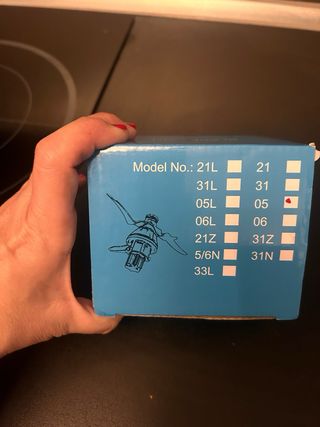 Model No.: 21L 21
31L 31
05L 05
06L 06
21Z 31Z
5/6N 31N
33L